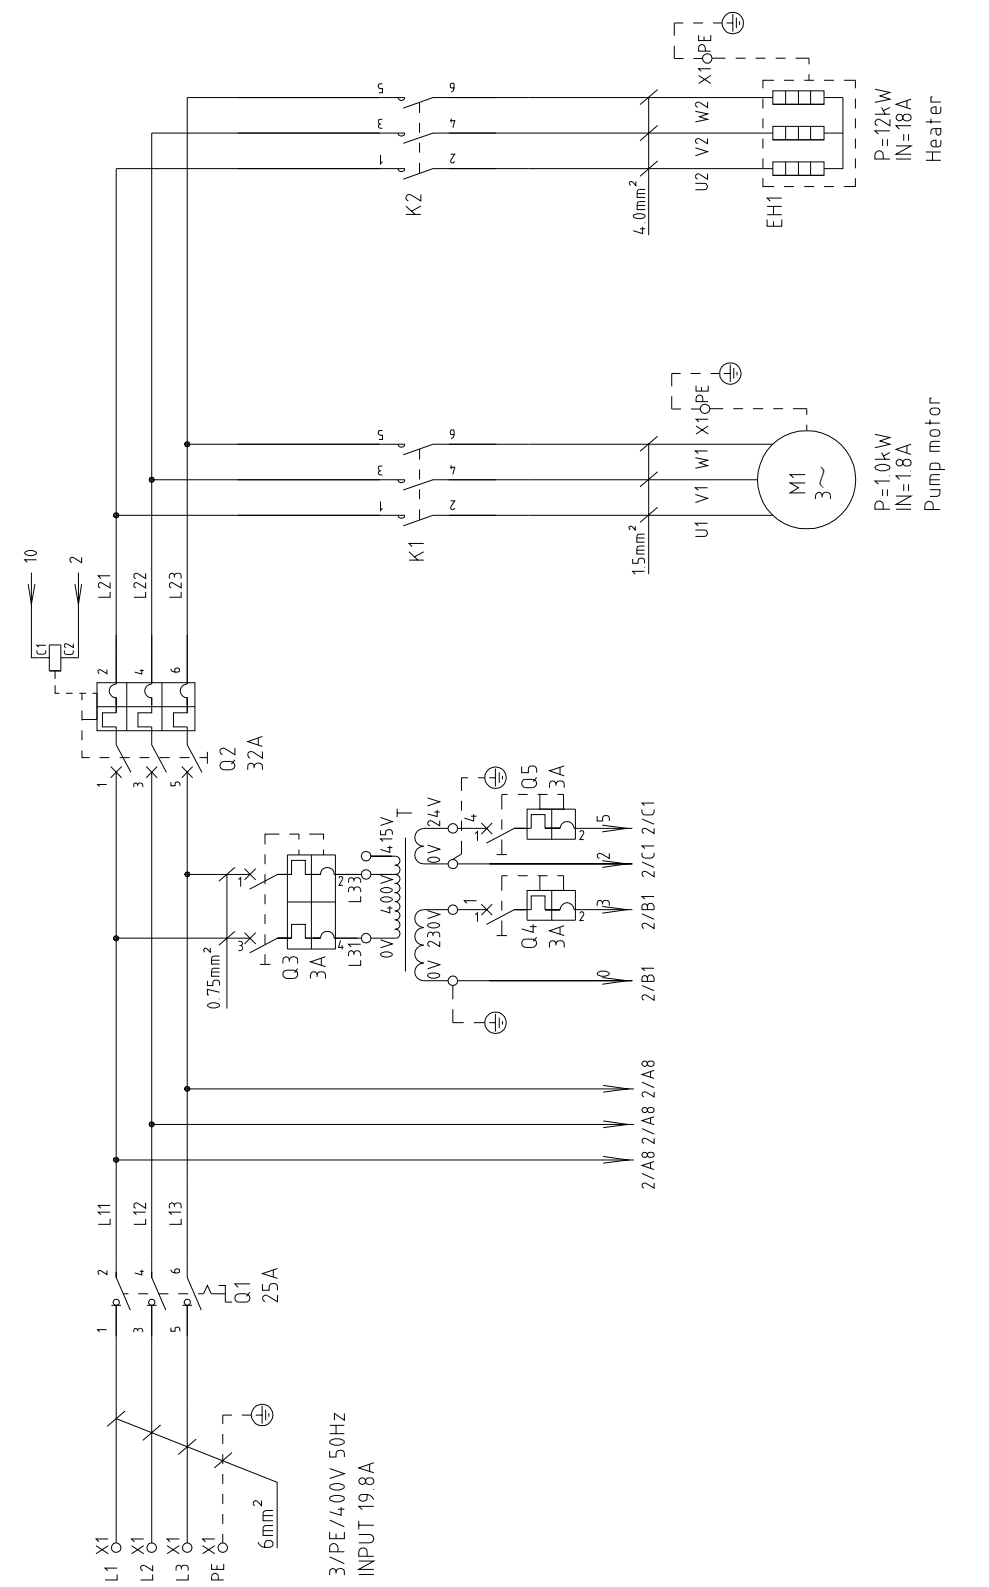 L1 X1
L2 X1
L3 X1
PE X1
6mm²
3/PE/400V 50Hz
INPUT 19.8A
1 2
3 4
5 6
Q1
25A
L11
L12
L13
2/A8 2/A8 2/A8
0.75mm²
3 1
Q3
3A
4 2
L31 L33
0V 400V 415V
T
0V 230V
0V 24V
1
4
1
1
Q4
3A
2
Q5
3A
2
0 3 2 5
2/B1 2/B1 2/C1 2/C1
1 2
3 4
5 6
Q2
32A
C1
C2
10
2
L21
L22
L23
1 3 5
2 4 6
K1
1.5mm²
U1 V1 W1 X1 PE
M1
3~
P=1.0kW
IN=1.8A
Pump motor
1 3 5
2 4 6
K2
4.0mm²
U2 V2 W2 X1 PE
EH1
P=12kW
IN=18A
Heater